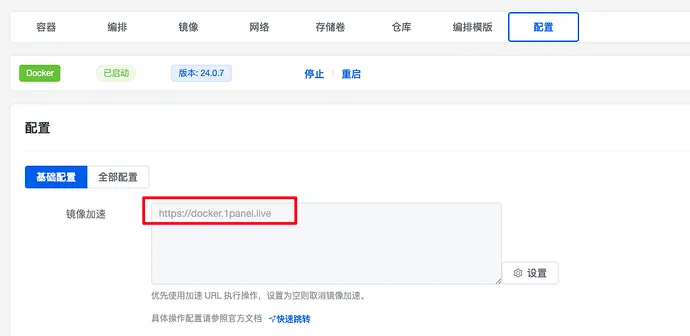 容器 编排 镜像 网络 存储卷 仓库 编排模版 配置
Docker 已启动 版本: 24.0.7 停止 重启
配置
基础配置 全部配置
镜像加速 https://docker.1panel.live
设置
优先使用加速 URL 执行操作，设置为空则取消镜像加速。
具体操作配置请参照官方文档 快速跳转